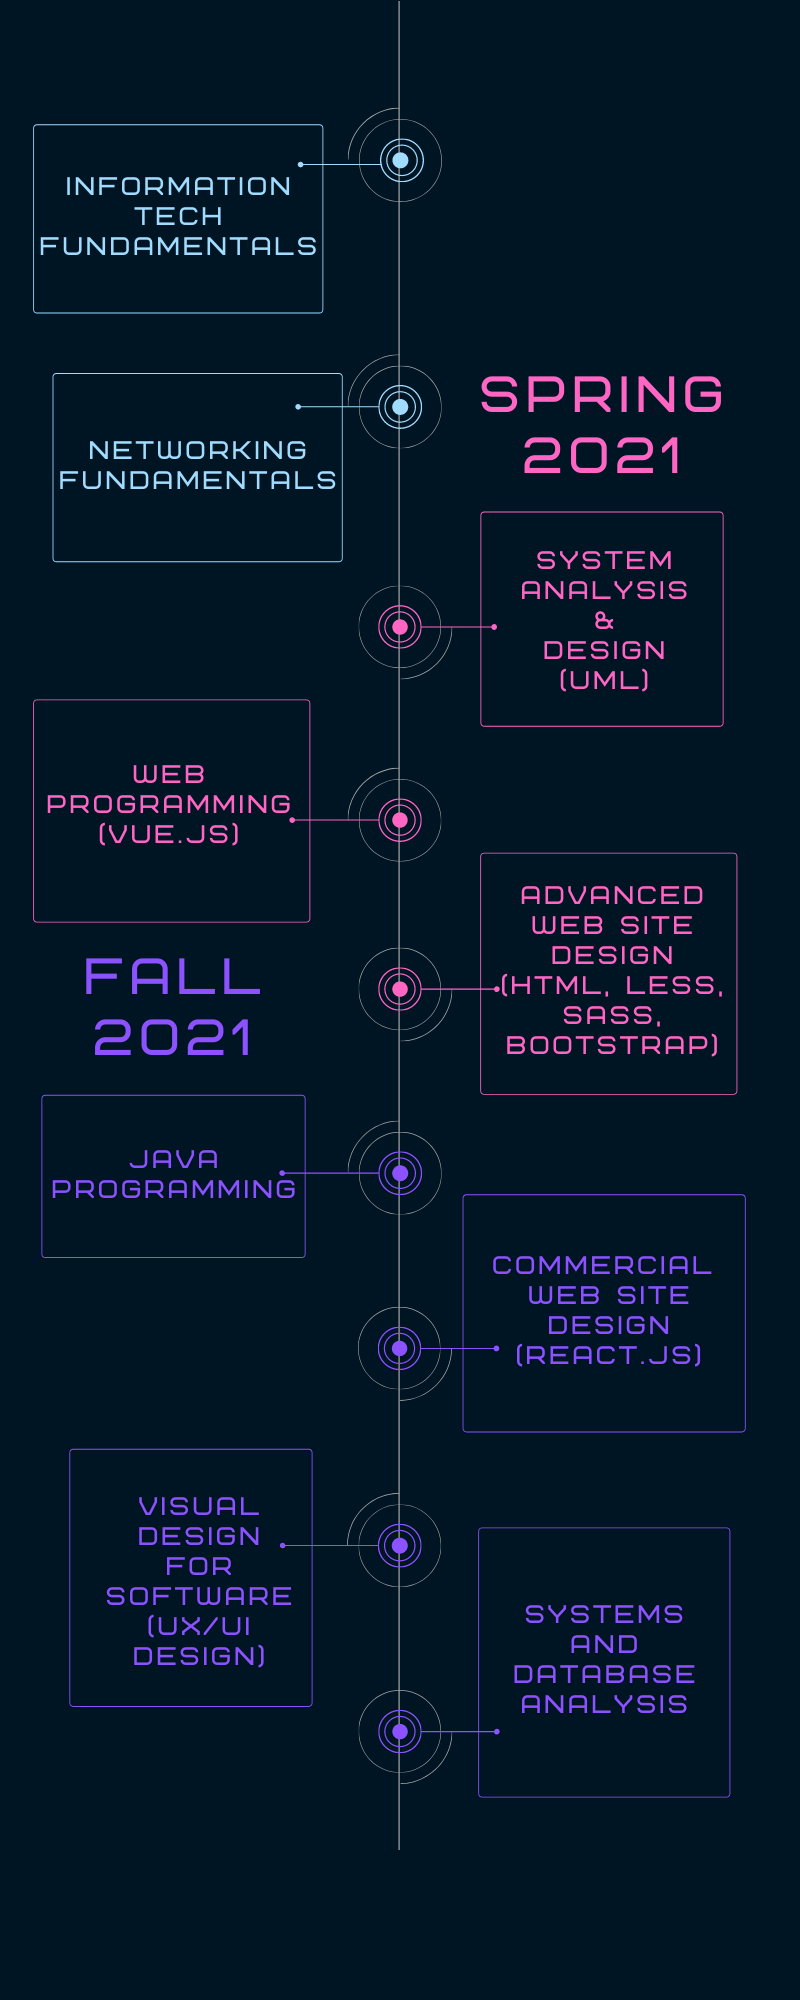 INFORMATION
TECH
FUNDAMENTALS
NETWORKING
FUNDAMENTALS
SPRING
2021
SYSTEM
ANALYSIS
&
DESIGN
(UML)
WEB
PROGRAMMING
(VUE.JS)
ADVANCED
WEB SITE
DESIGN
(HTML, LESS,
SASS,
BOOTSTRAP)
FALL
2021
JAVA
PROGRAMMING
COMMERCIAL
WEB SITE
DESIGN
(REACT.JS)
VISUAL
DESIGN
FOR
SOFTWARE
(UX/UI
DESIGN)
SYSTEMS
AND
DATABASE
ANALYSIS